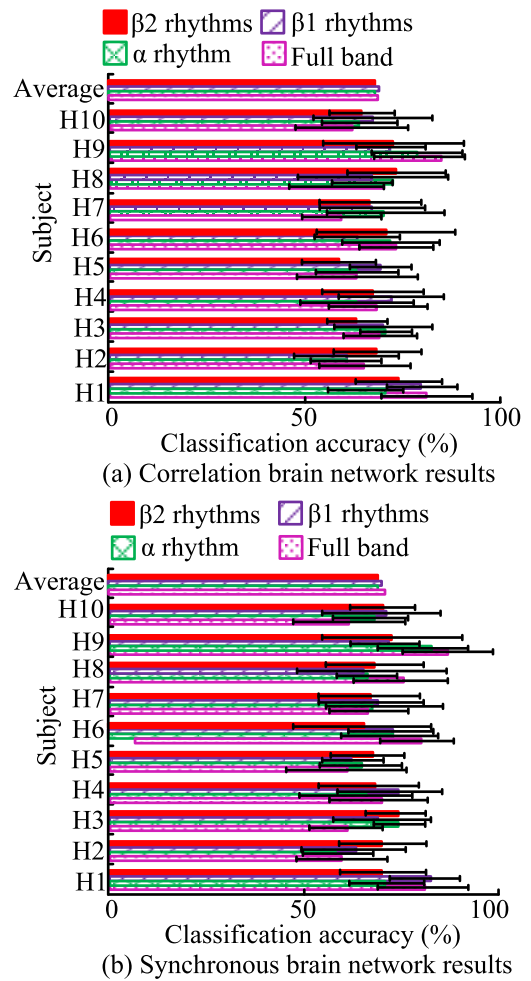 β2 rhythms β1 rhythms
α rhythm Full band
Average
H10
H9
H8
H7
H6
H5
H4
H3
H2
H1
Subject
0 50 100
Classification accuracy (%)
(a) Correlation brain network results
β2 rhythms β1 rhythms
α rhythm Full band
Average
H10
H9
H8
H7
H6
H5
H4
H3
H2
H1
Subject
0 50 100
Classification accuracy (%)
(b) Synchronous brain network results